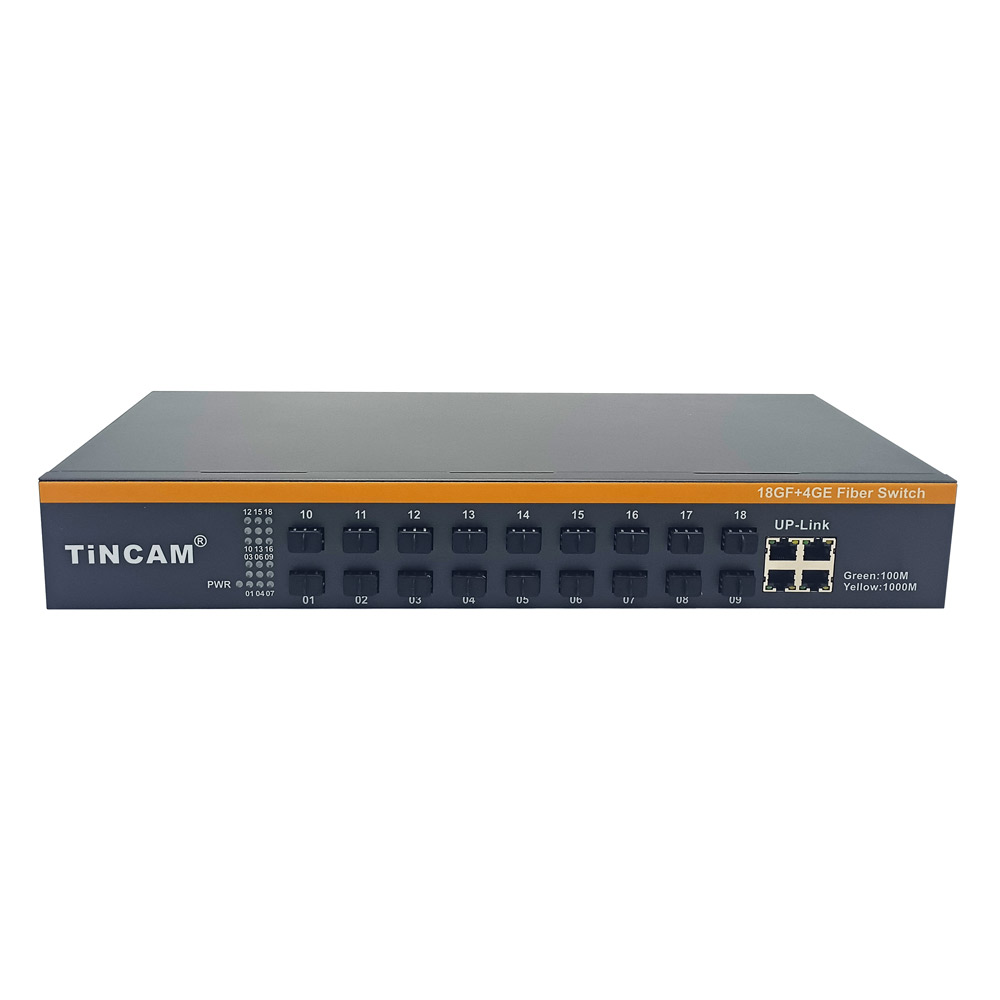 18GF+4GE Fiber Switch
TiNCAM®
12 15 18
10 13 16
03 06 09
PWR
01 04 07
10 11 12 13 14 15 16 17 18
01 02 03 04 05 06 07 08 09
UP-Link
Green:100M
Yellow:1000M